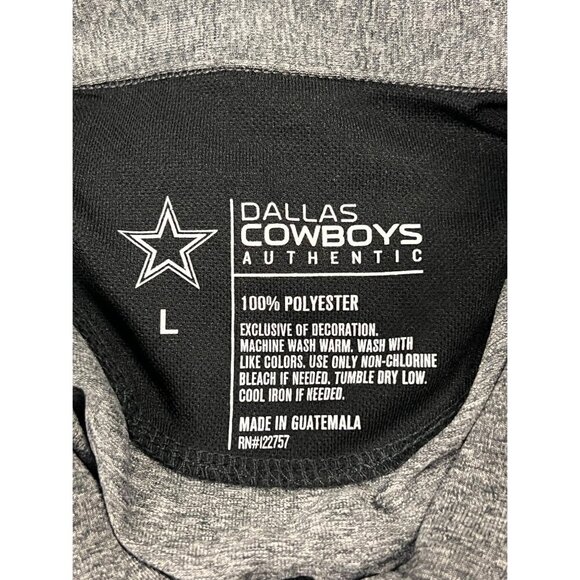 DALLAS
COWBOYS
AUTHENTIC
L
100% POLYESTER
EXCLUSIVE OF DECORATION.
MACHINE WASH WARM. WASH WITH
LIKE COLORS. USE ONLY NON-CHLORINE
BLEACH IF NEEDED. TUMBLE DRY LOW.
COOL IRON IF NEEDED.
MADE IN GUATEMALA
RN#122757